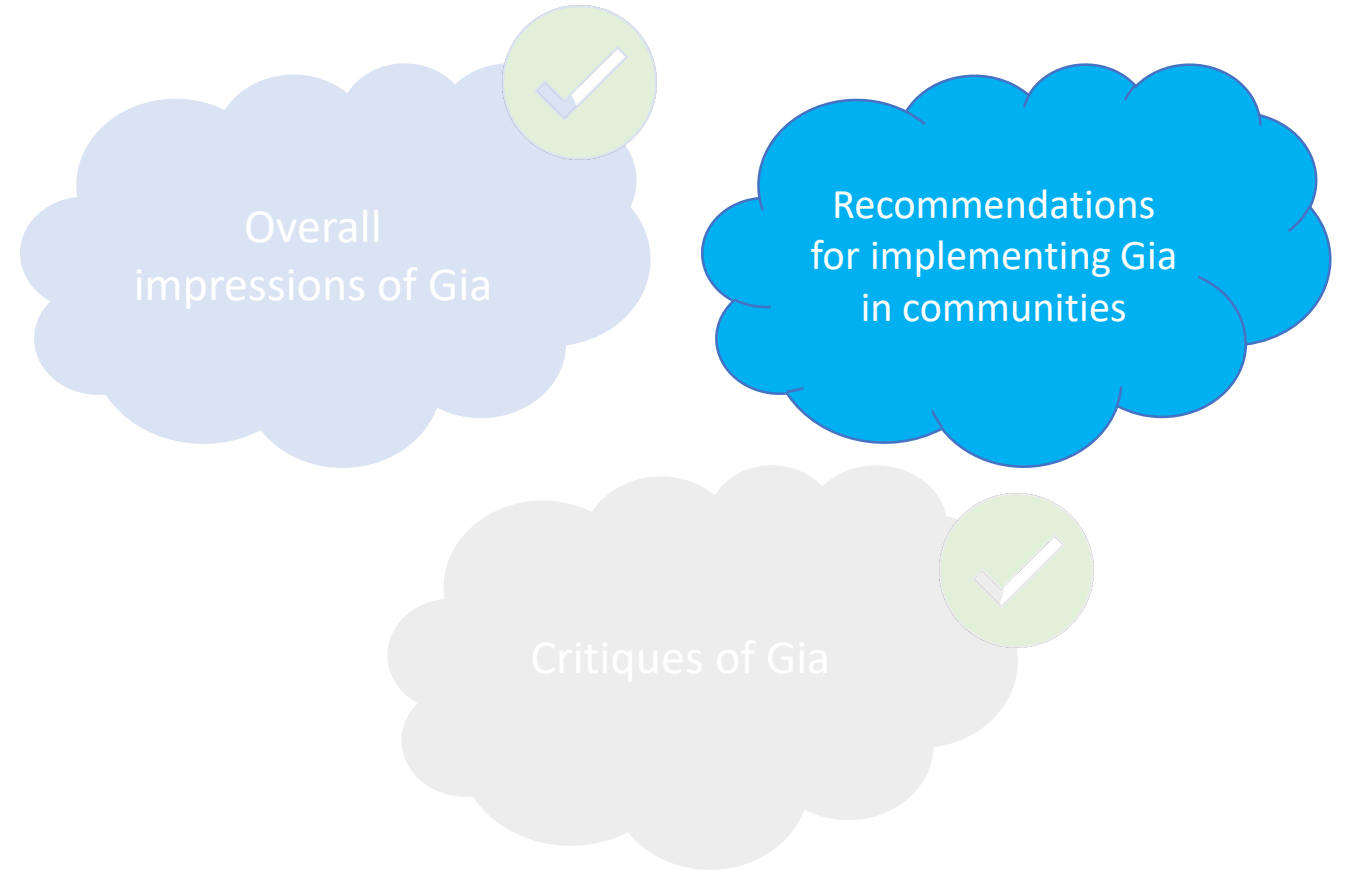 Overall
impressions of Gia
Recommendations
for implementing Gia
in communities
Critiques of Gia